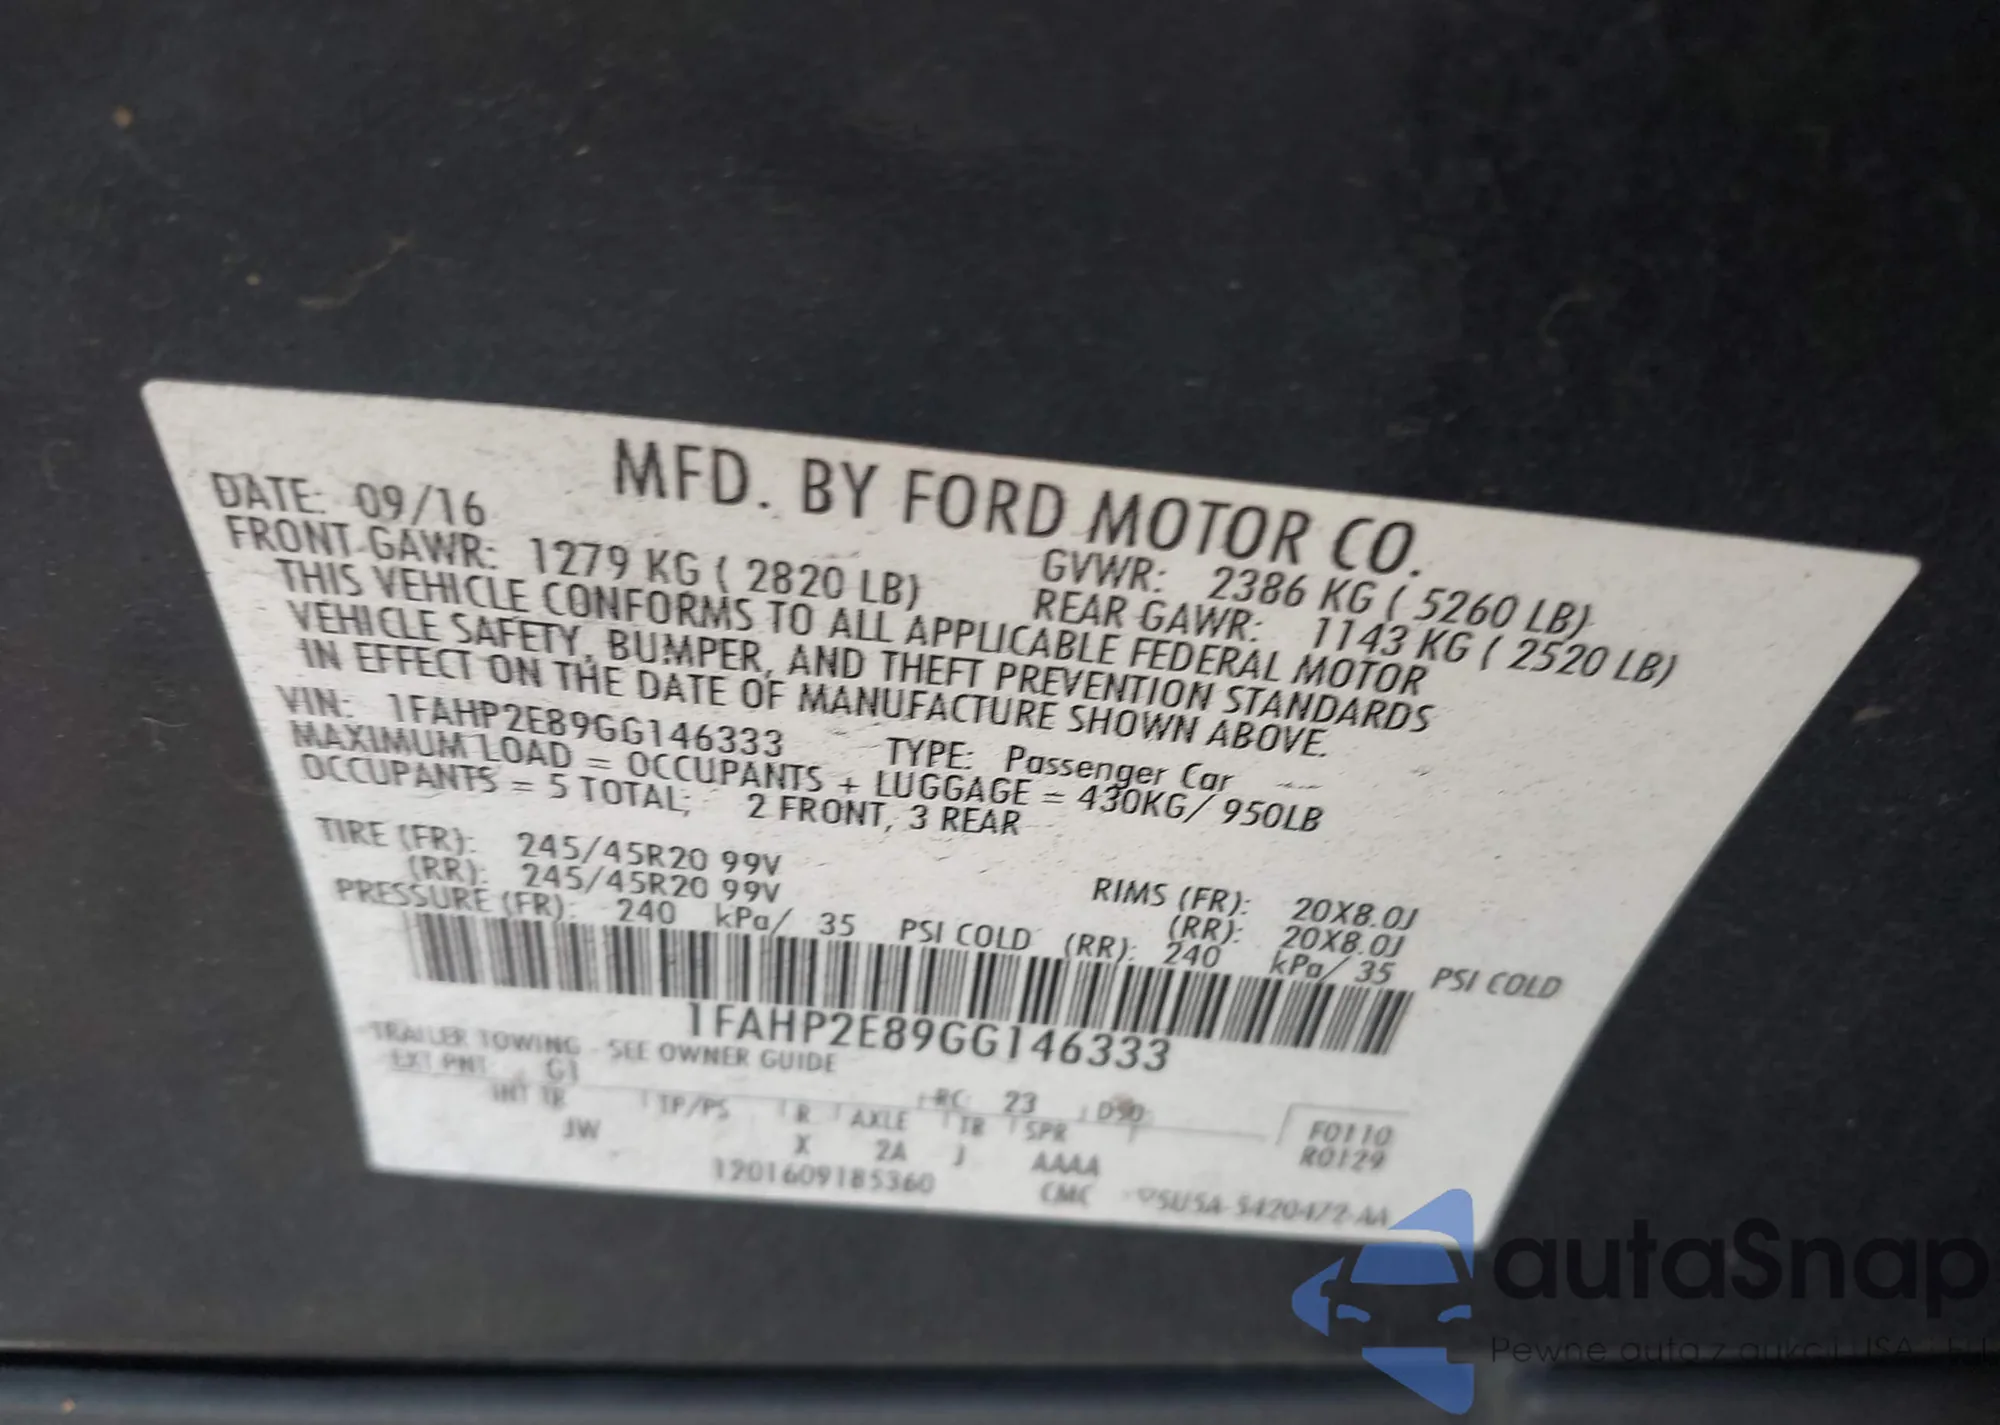 MFD. BY FORD MOTOR CO.
DATE: 09/16 GVWR: 2386 KG ( 5260 LB)
FRONT GAWR: 1279 KG ( 2820 LB) REAR GAWR: 1143 KG ( 2520 LB)
THIS VEHICLE CONFORMS TO ALL APPLICABLE FEDERAL MOTOR
VEHICLE SAFETY, BUMPER, AND THEFT PREVENTION STANDARDS
IN EFFECT ON THE DATE OF MANUFACTURE SHOWN ABOVE.
VIN: 1FAHP2E89GG146333 TYPE: Passenger Car
MAXIMUM LOAD = OCCUPANTS + LUGGAGE = 430KG/ 950LB
OCCUPANTS = 5 TOTAL; 2 FRONT, 3 REAR
TIRE (FR): 245/45R20 99V RIMS (FR): 20X8.0J
(RR): 245/45R20 99V (RR): 20X8.0J
PRESSURE (FR): 240 kPa/ 35 PSI COLD (RR): 240 kPa/ 35 PSI COLD
1FAHP2E89GG146333
TRAILER TOWING - SEE OWNER GUIDE
EXT PNT G1 RC: 23 DSO: F0110
INT TR TP/PS R AXLE TR SPR R0129
JW X 2A J AAAA
1201609185360 CMC
autaSnap
Pewne auta z aukcji USA